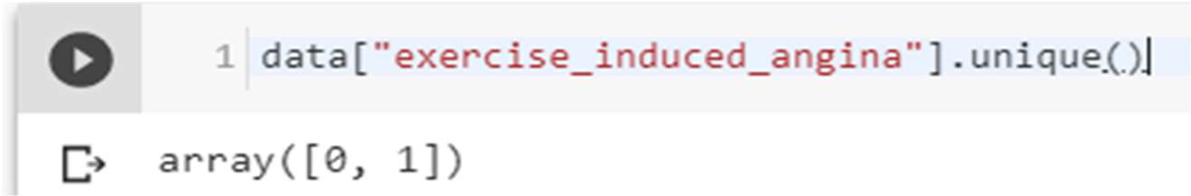 1 data["exercise_induced_angina"].unique()
array([0, 1])